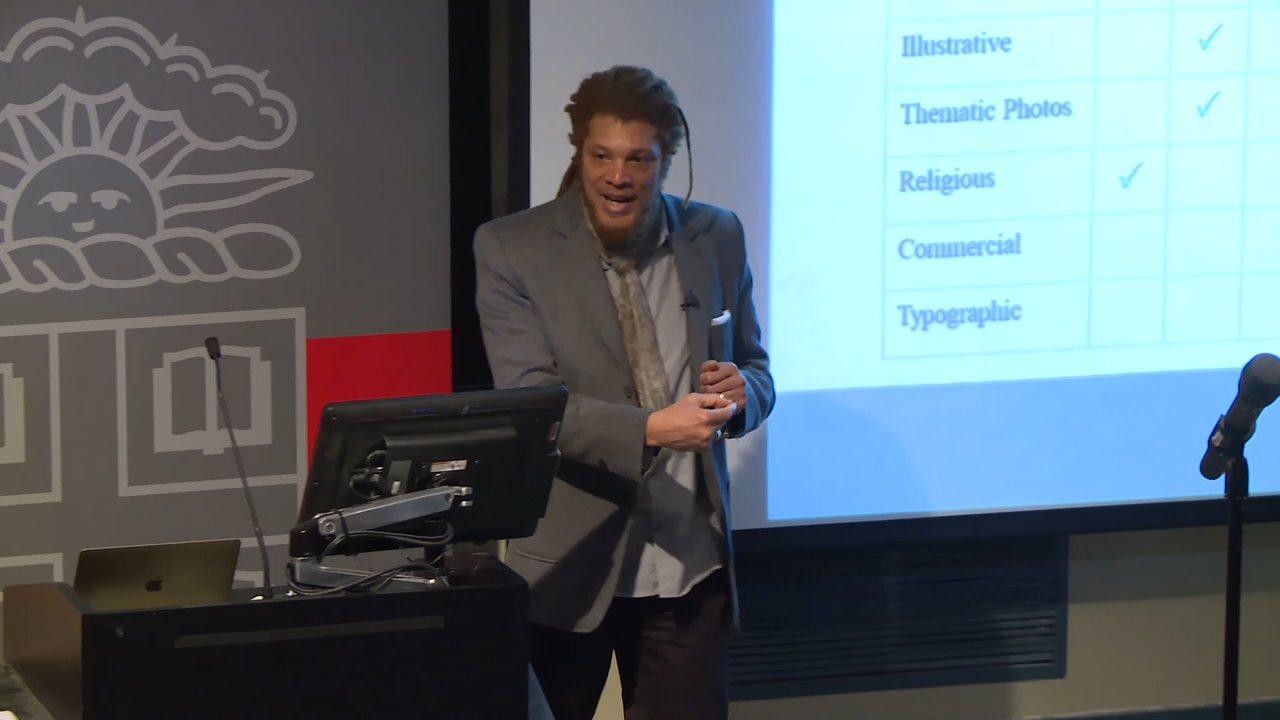 Illustrative ✓
Thematic Photos ✓
Religious ✓
Commercial
Typographic